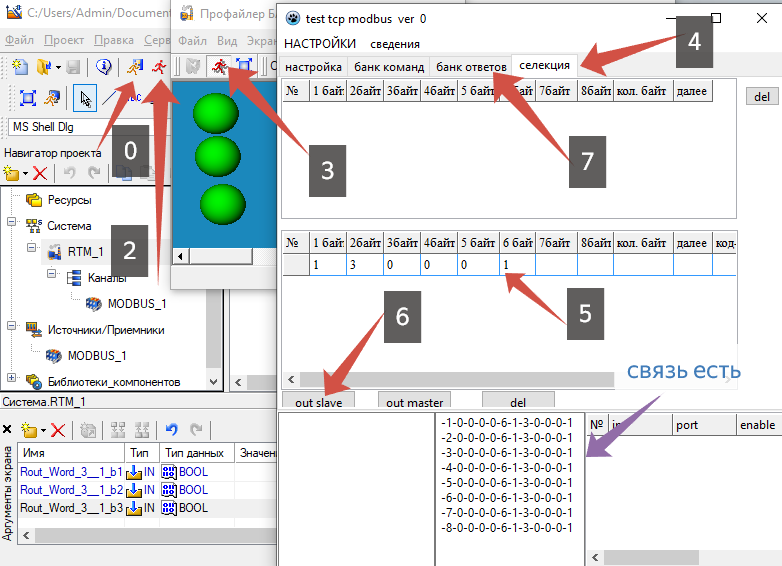 C:/Users/Admin/Document
Файл Проект Правка Серв
MS Shell Dlg
Навигатор проекта
Ресурсы
Система
RTM_1
Каналы
MODBUS_1
Источники/Приемники
MODBUS_1
Библиотеки_компонентов
Профайлер Б
Файл Вид Экран
test tcp modbus ver 0
НАСТРОЙКИ сведения
настройка банк команд банк ответов селекция
№ 1 байт 2байт 3байт 4байт 5 байт 6 бай 7байт 8байт кол. байт далее
del
№ 1 байт 2байт 3байт 4байт 5 байт 6 бай 7байт 8байт кол. байт далее код-
1 3 0 0 0 1
out slave out master del
-1-0-0-0-0-6-1-3-0-0-0-1
-2-0-0-0-0-6-1-3-0-0-0-1
-3-0-0-0-0-6-1-3-0-0-0-1
-4-0-0-0-0-6-1-3-0-0-0-1
-5-0-0-0-0-6-1-3-0-0-0-1
-6-0-0-0-0-6-1-3-0-0-0-1
-7-0-0-0-0-6-1-3-0-0-0-1
-8-0-0-0-0-6-1-3-0-0-0-1
№ port enable
связь есть
0
2
3
4
5
6
7
Система.RTM_1
Аргументы экрана
Имя Тип Тип данных Значени
Rout_Word_3__1_b1 IN BOOL
Rout_Word_3__1_b2 IN BOOL
Rout_Word_3__1_b3 IN BOOL